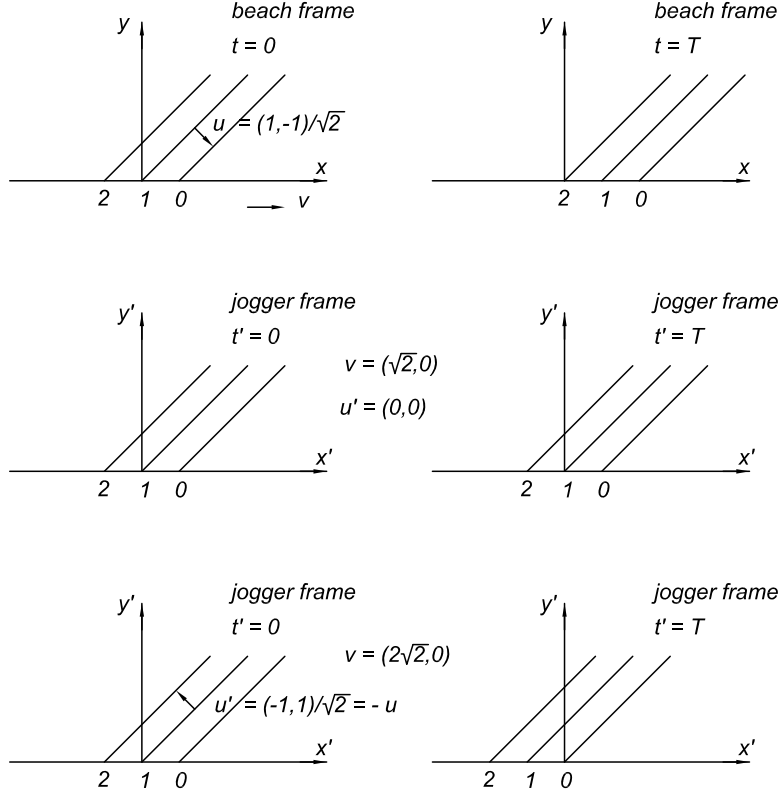 beach frame
y
t = 0
u = (1,-1)/√2
x
2 1 0
v
beach frame
y
t = T
x
2 1 0
jogger frame
y'
t' = 0
x'
2 1 0
v = (√2,0)
u' = (0,0)
jogger frame
y'
t' = T
x'
2 1 0
jogger frame
y'
t' = 0
v = (2√2,0)
u' = (-1,1)/√2 = - u
x'
2 1 0
jogger frame
y'
t' = T
x'
2 1 0